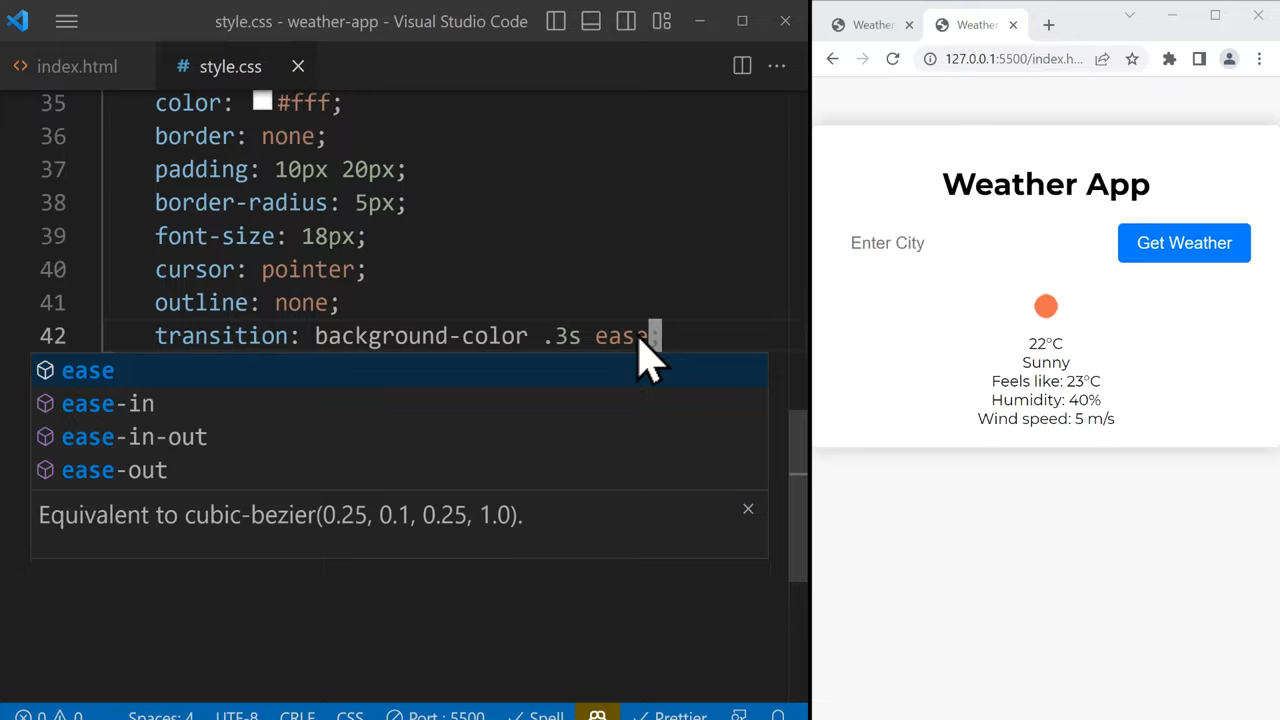 style.css - weather-app - Visual Studio Code
index.html
# style.css
35 color: #fff;
36 border: none;
37 padding: 10px 20px;
38 border-radius: 5px;
39 font-size: 18px;
40 cursor: pointer;
41 outline: none;
42 transition: background-color .3s ease;
ease
ease-in
ease-in-out
ease-out
Equivalent to cubic-bezier(0.25, 0.1, 0.25, 1.0).
0 0 Spaces: 4 UTF-8 CRLF CSS Port : 5500 Spell Prettier
Weather
Weather
127.0.0.1:5500/index.h...
Weather App
Enter City
Get Weather
22°C
Sunny
Feels like: 23°C
Humidity: 40%
Wind speed: 5 m/s